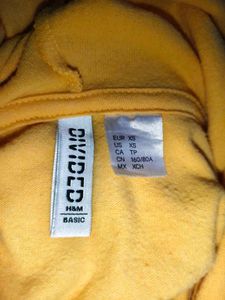 DIVIDED
H&M
BASIC
EUR XS
US XS
CA TP
CN 160/80A
MX XCH